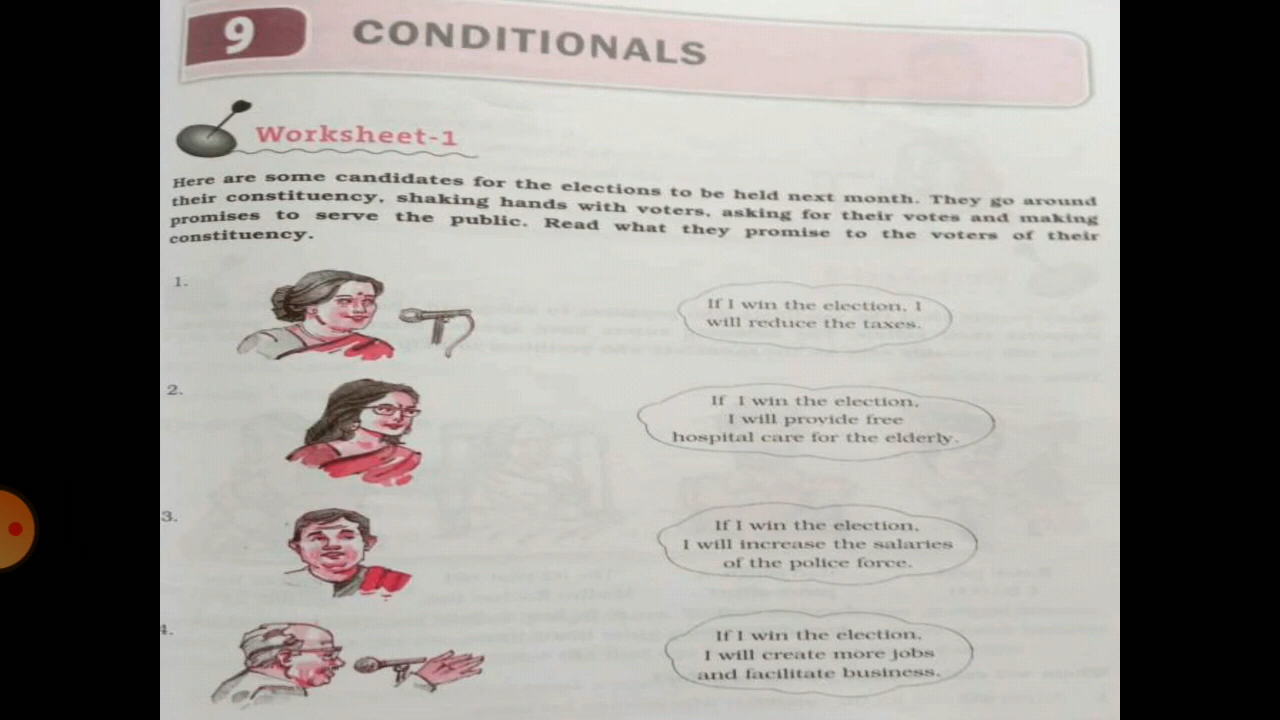 9 CONDITIONALS
Worksheet-1
Here are some candidates for the elections to be held next month. They go around
their constituency, shaking hands with voters, asking for their votes and making
promises to serve the public. Read what they promise to the voters of their
constituency.
1.
If I win the election, I
will reduce the taxes.
2.
If I win the election,
I will provide free
hospital care for the elderly.
3.
If I win the election,
I will increase the salaries
of the police force.
4.
If I win the election,
I will create more jobs
and facilitate business.